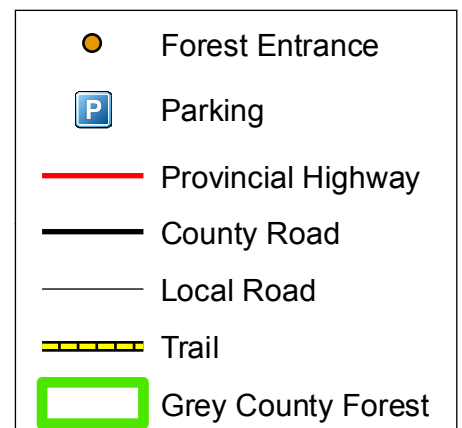 Forest Entrance
P Parking
Provincial Highway
County Road
Local Road
Trail
Grey County Forest